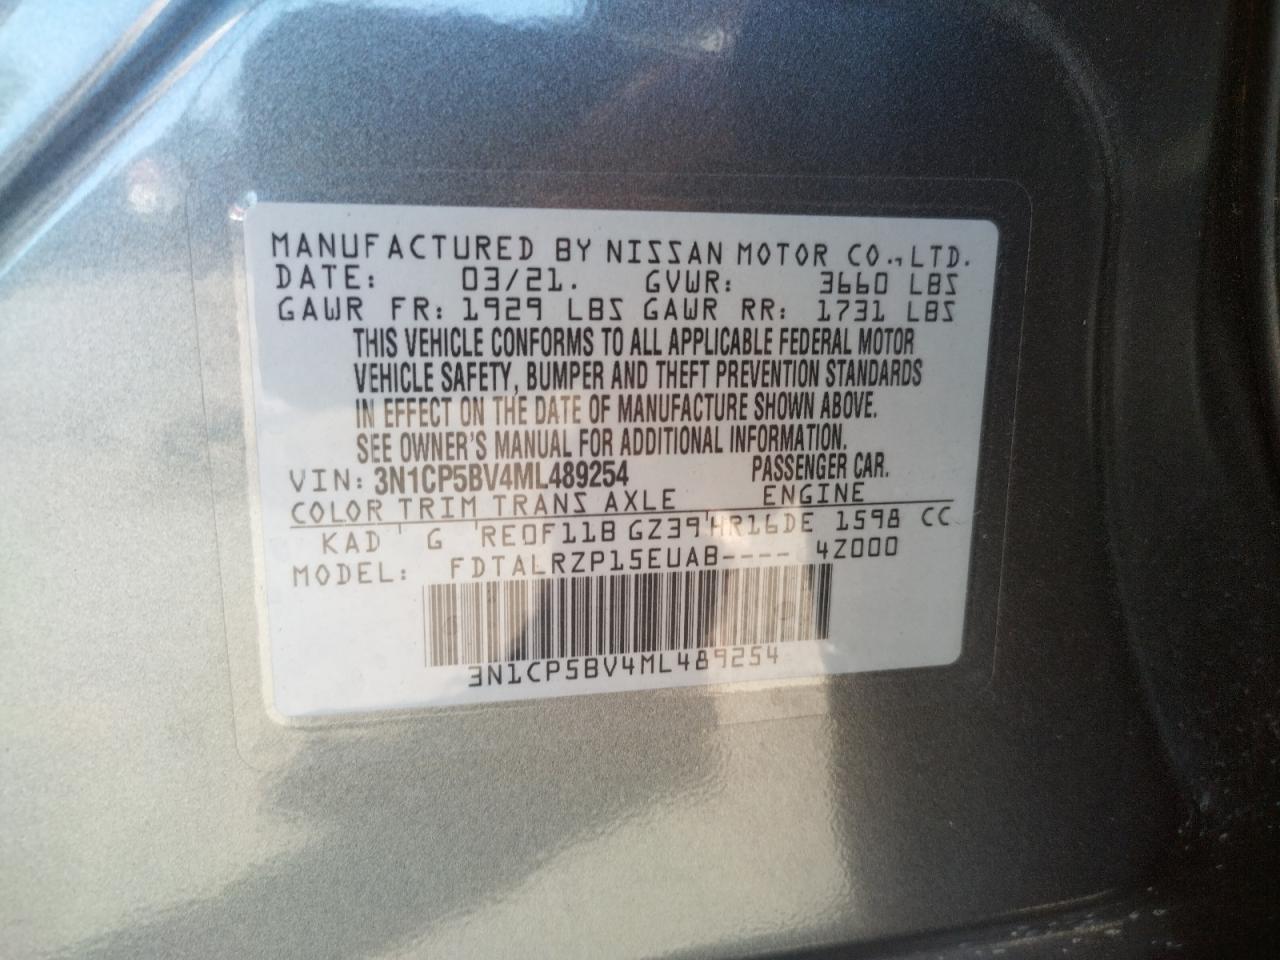 MANUFACTURED BY NISSAN MOTOR CO.,LTD.
DATE: 03/21. GVWR: 3660 LBS
GAWR FR: 1929 LBS GAWR RR: 1731 LBS
THIS VEHICLE CONFORMS TO ALL APPLICABLE FEDERAL MOTOR
VEHICLE SAFETY, BUMPER AND THEFT PREVENTION STANDARDS
IN EFFECT ON THE DATE OF MANUFACTURE SHOWN ABOVE.
SEE OWNER'S MANUAL FOR ADDITIONAL INFORMATION.
VIN: 3N1CP5BV4ML489254 PASSENGER CAR.
COLOR TRIM TRANS AXLE ENGINE
KAD G RE0F11B GZ39 HR16DE 1598 CC
MODEL: FDTALRZP15EUAB---- 4Z000
3N1CP5BV4ML489254